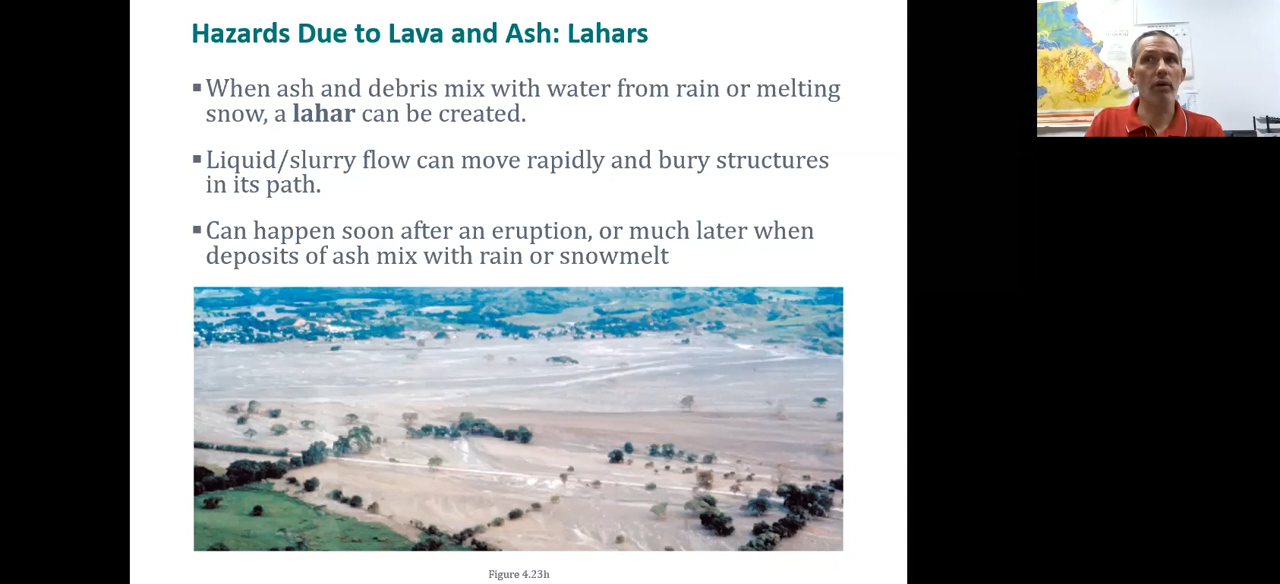 Hazards Due to Lava and Ash: Lahars
▪When ash and debris mix with water from rain or melting
snow, a lahar can be created.
▪Liquid/slurry flow can move rapidly and bury structures
in its path.
▪Can happen soon after an eruption, or much later when
deposits of ash mix with rain or snowmelt
Figure 4.23h